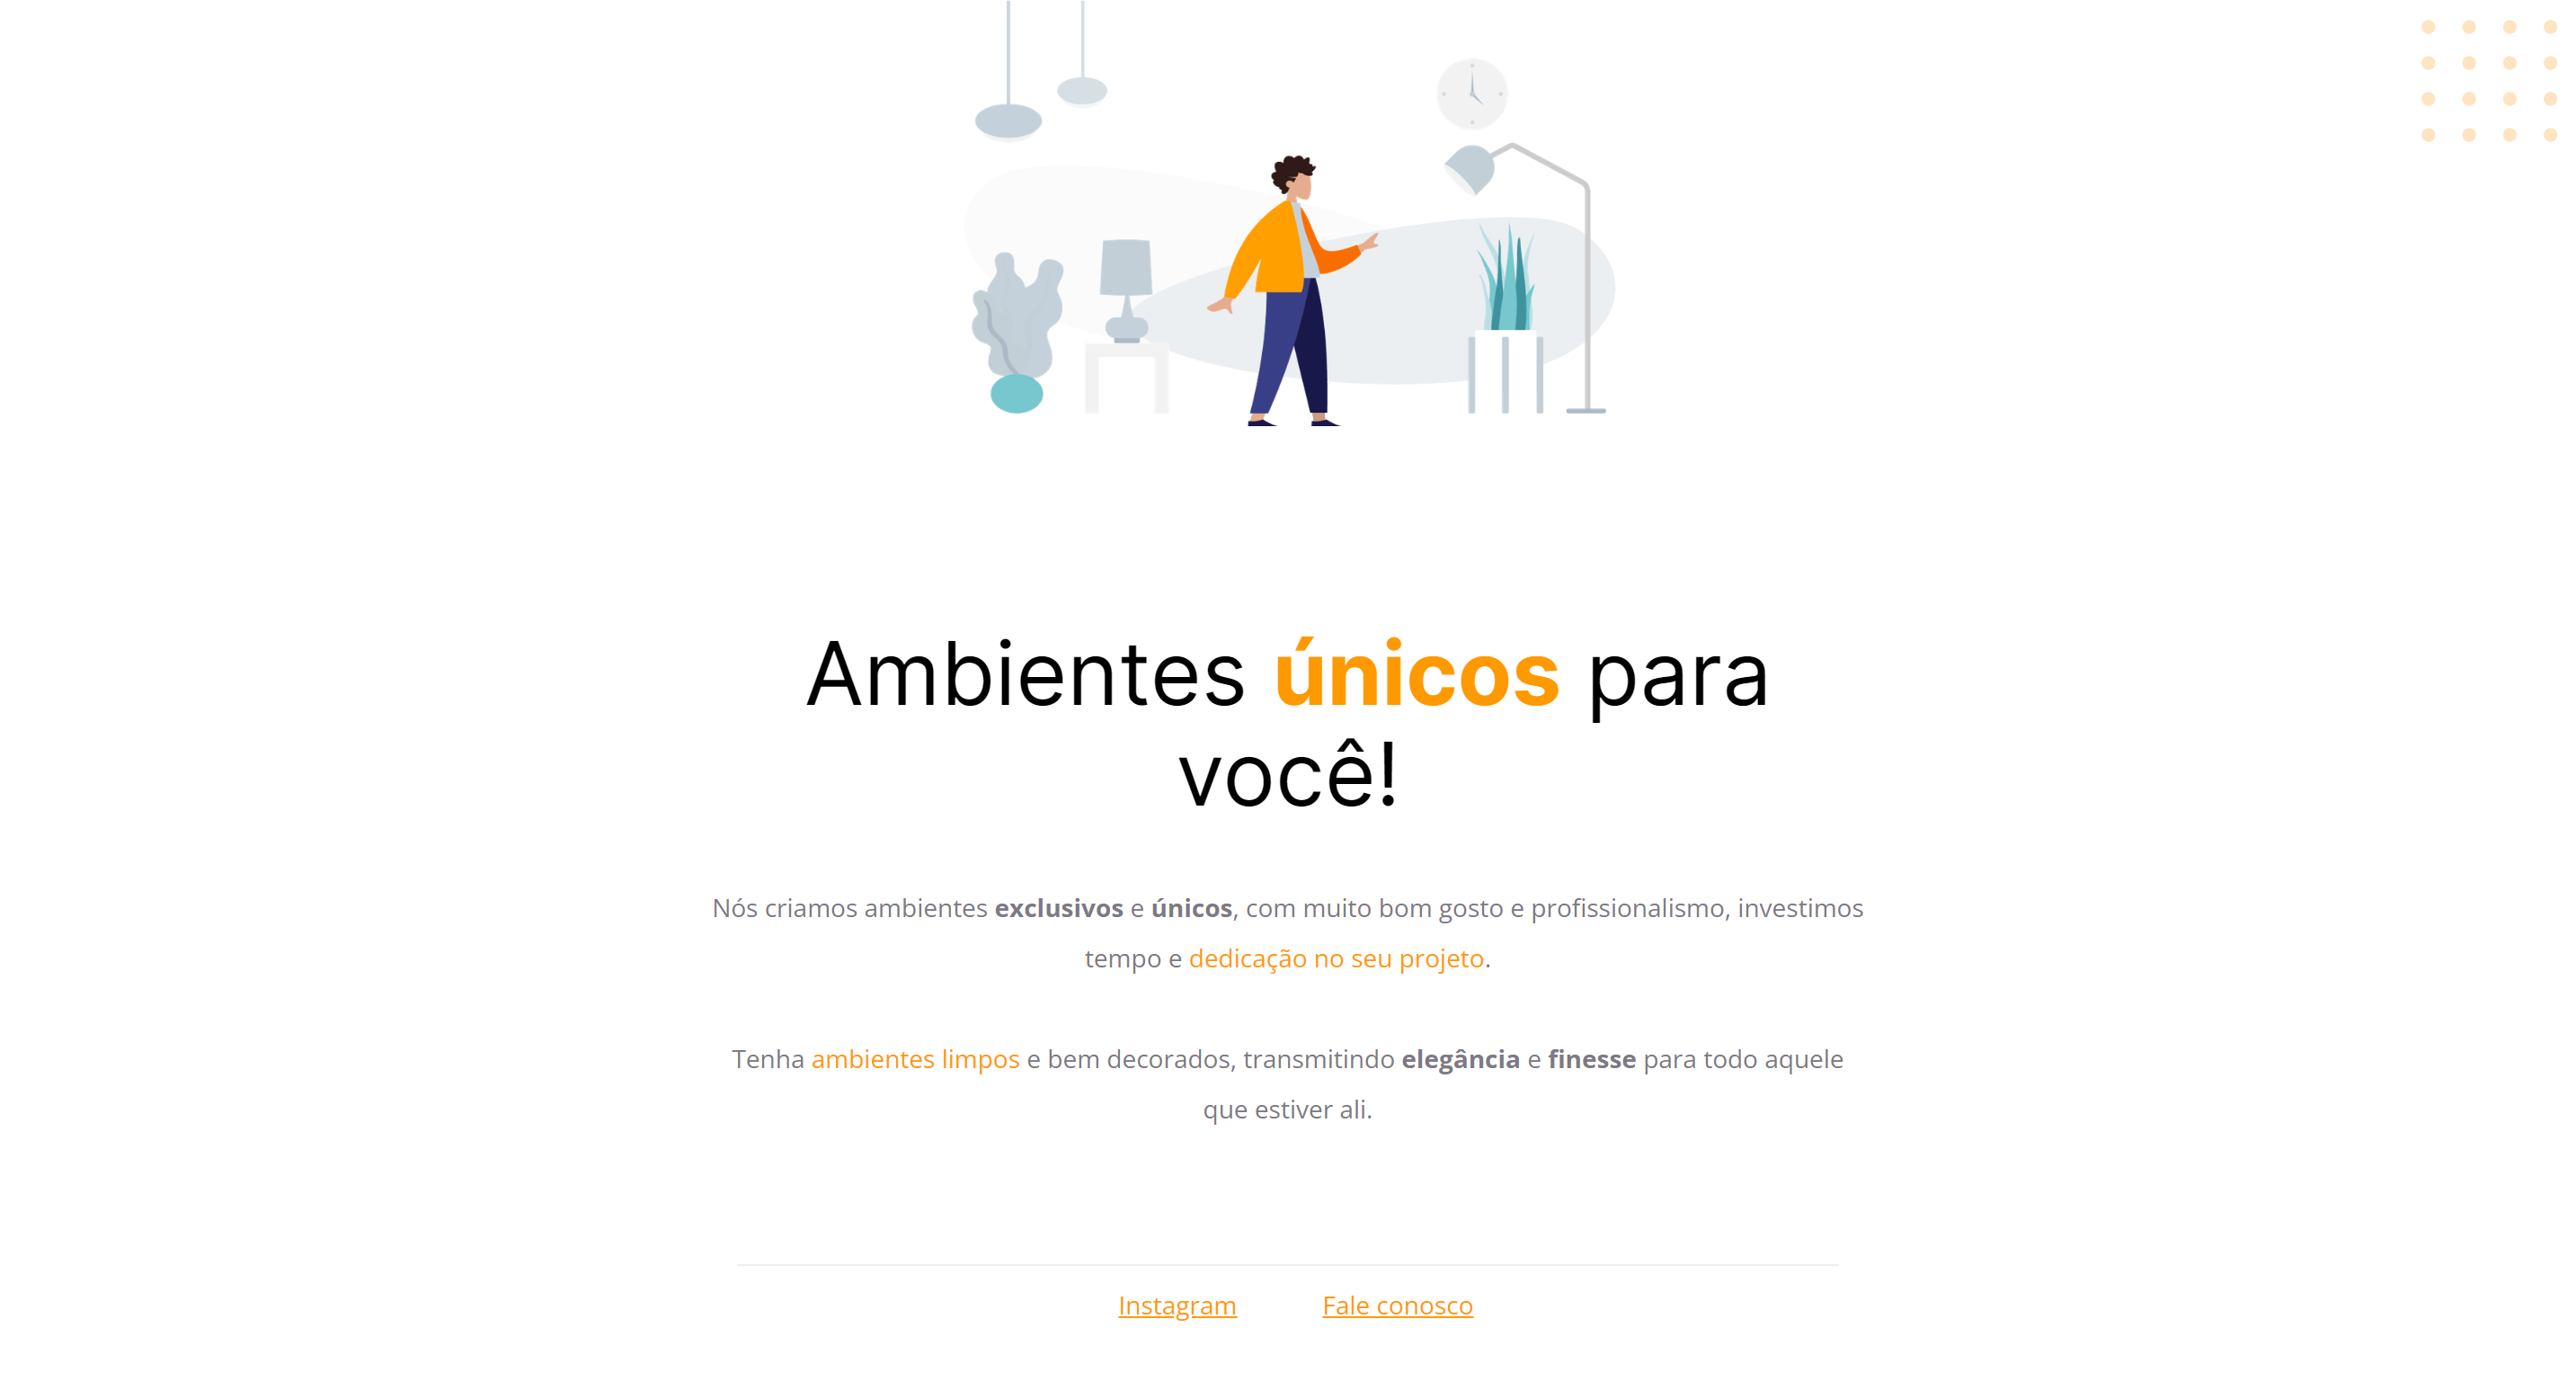 Ambientes únicos para
você!
Nós criamos ambientes exclusivos e únicos, com muito bom gosto e profissionalismo, investimos
tempo e dedicação no seu projeto.
Tenha ambientes limpos e bem decorados, transmitindo elegância e finesse para todo aquele
que estiver ali.
Instagram Fale conosco